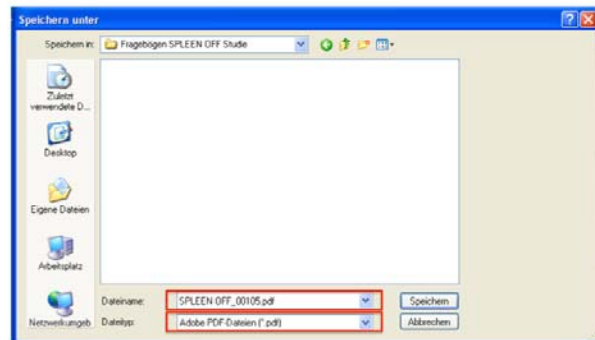 Speichern unter
Speichern in: Fragebogen SPLEEN OFF Studie
Zuletzt
verwendete D...
Desktop
Eigene Dateien
Arbeitsplatz
Netzwerkumgeb
Dateiname: SPLEEN OFF_00105.pdf Speichern
Dateityp: Adobe PDF-Dateien (*.pdf) Abbrechen